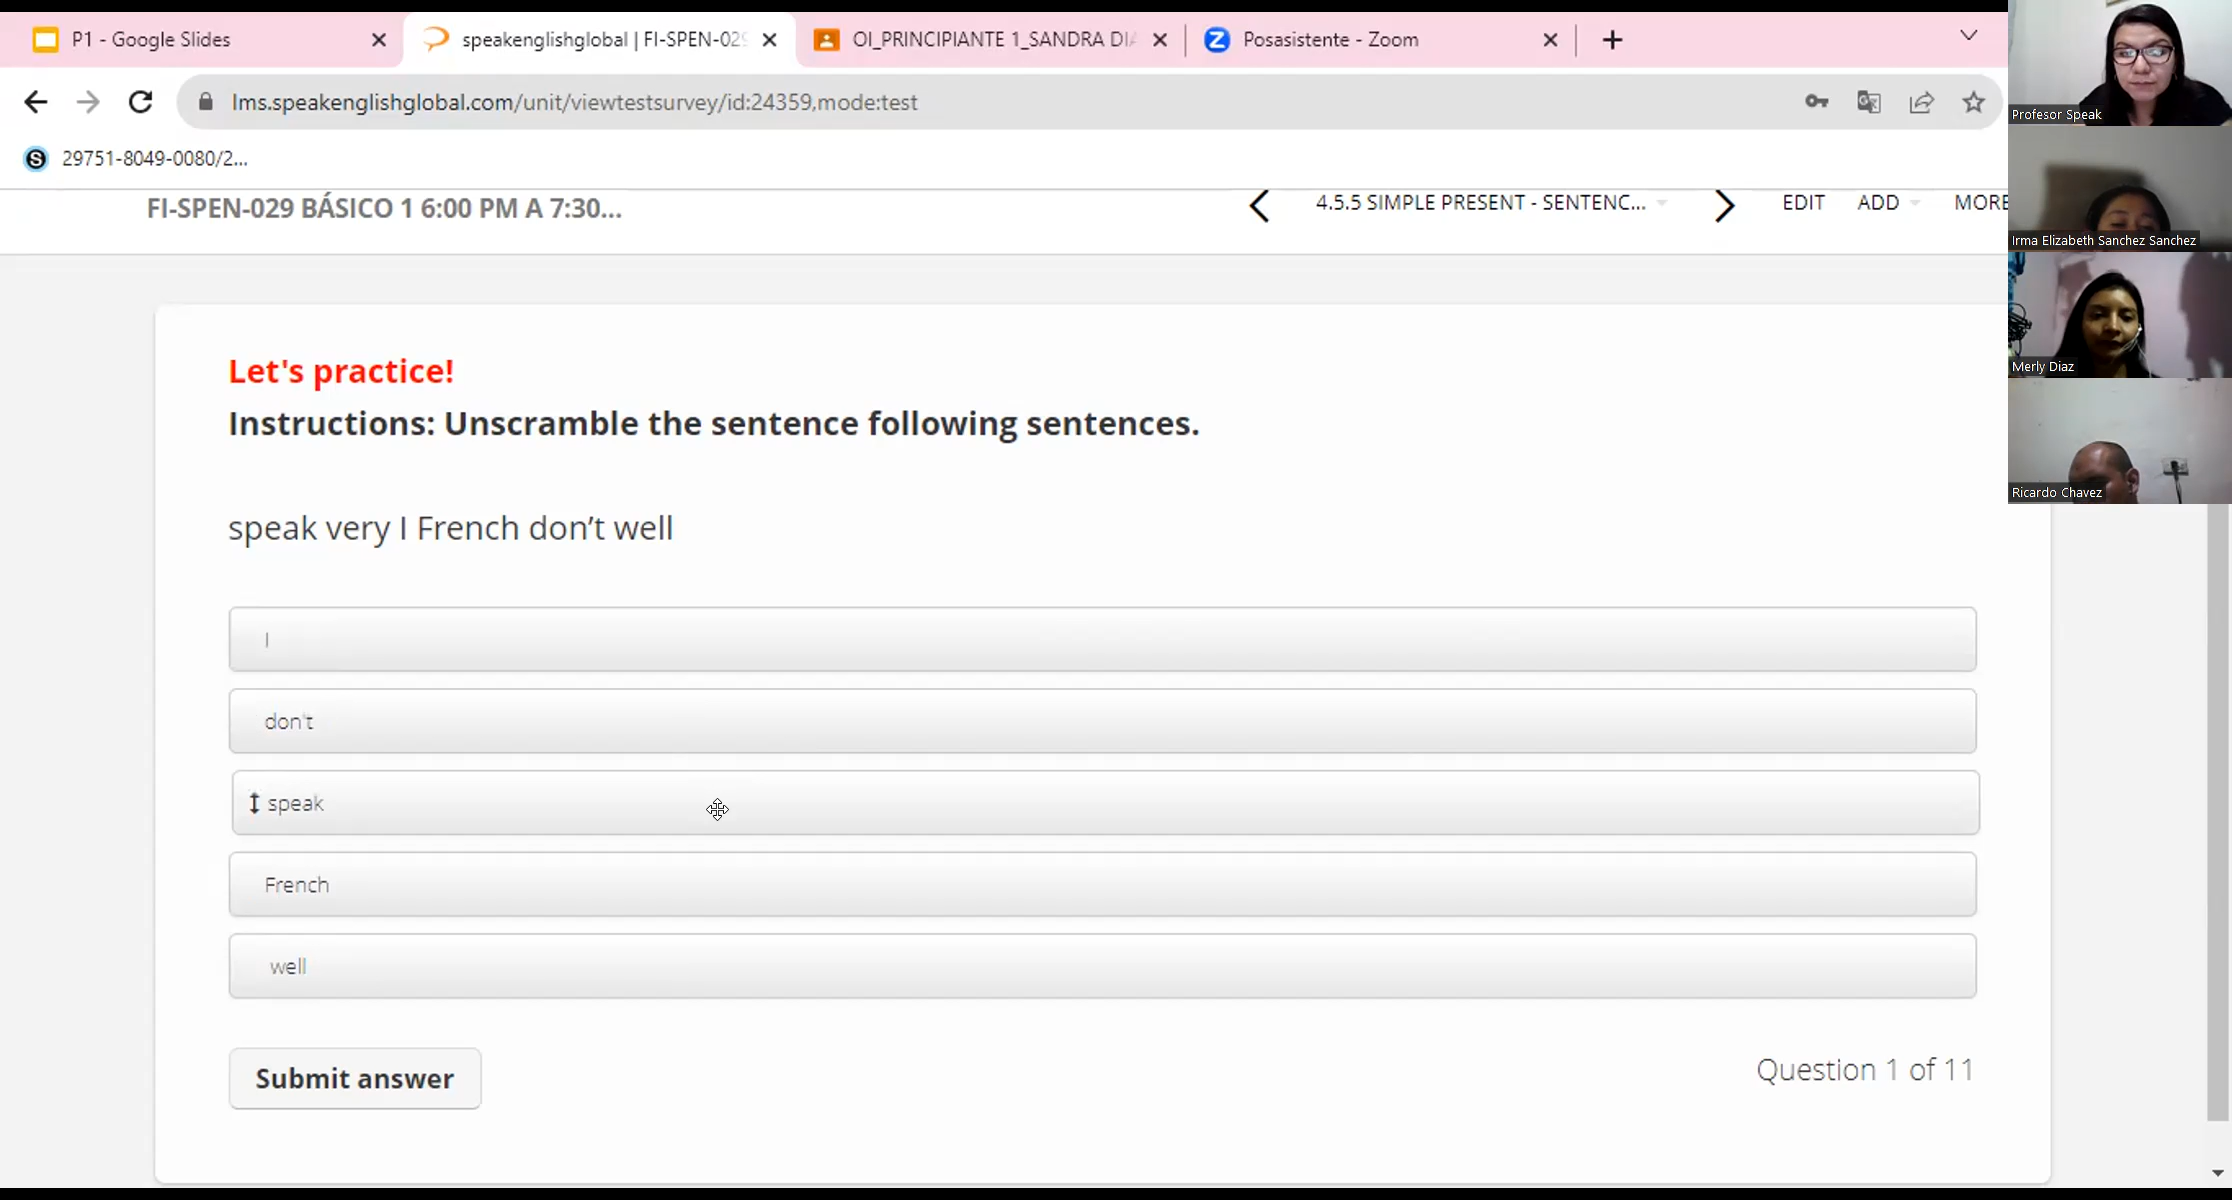 P1 - Google Slides
speakenglishglobal | FI-SPEN-029
OI_PRINCIPIANTE 1_SANDRA DIA
Posasistente - Zoom
lms.speakenglishglobal.com/unit/viewtestsurvey/id:24359,mode:test
29751-8049-0080/2...
FI-SPEN-029 BÁSICO 1 6:00 PM A 7:30...
4.5.5 SIMPLE PRESENT - SENTENC...
EDIT
ADD
MORE
Let's practice!
Instructions: Unscramble the sentence following sentences.
speak very I French don’t well
I
don't
speak
French
well
Submit answer
Question 1 of 11
Profesor Speak
Irma Elizabeth Sanchez Sanchez
Merly Diaz
Ricardo Chavez